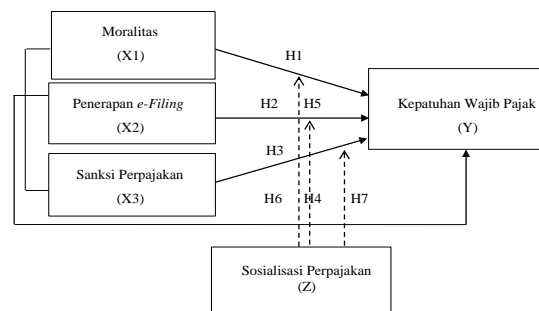 Moralitas
(X1)
H1
Penerapan e-Filing
(X2)
H2 H5
Kepatuhan Wajib Pajak
(Y)
H3
Sanksi Perpajakan
(X3)
H6 H4 H7
Sosialisasi Perpajakan
(Z)